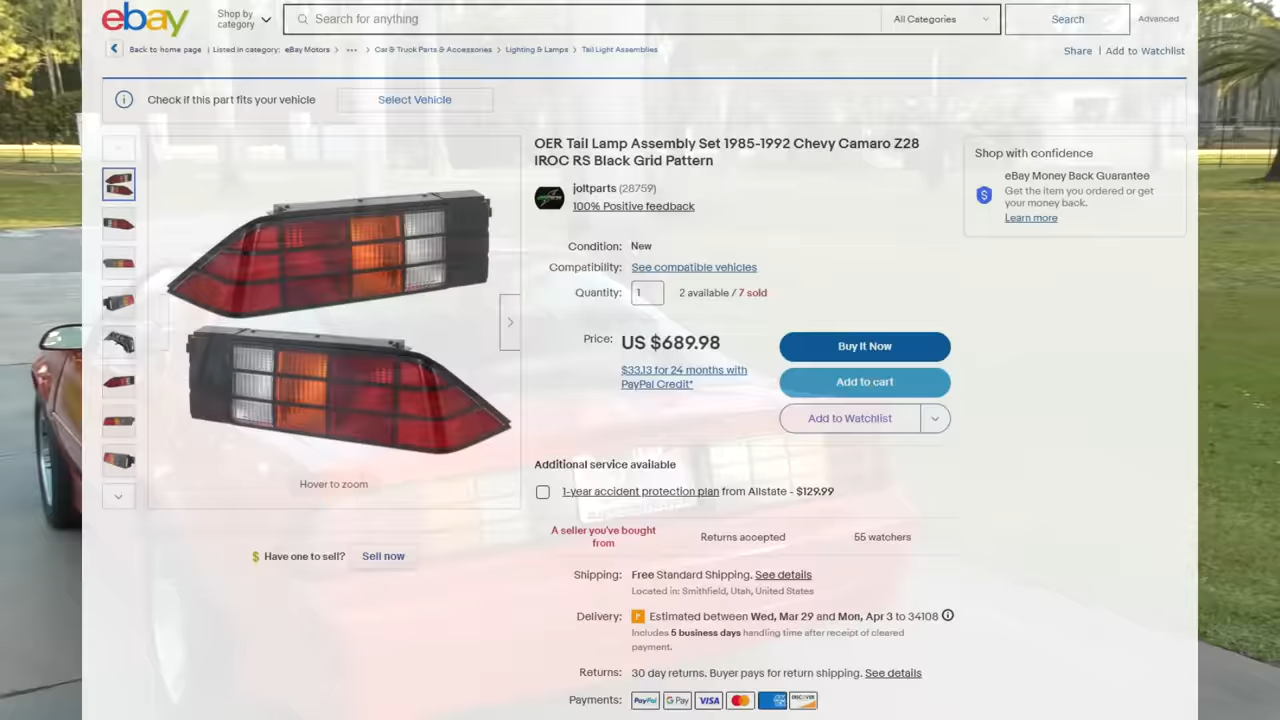 ebay
Shop by
category
Search for anything
All Categories
Search
Advanced
Back to home page | Listed in category: eBay Motors > ••• > Car & Truck Parts & Accessories > Lighting & Lamps > Tail Light Assemblies
Share | Add to Watchlist
Check if this part fits your vehicle
Select Vehicle
OER Tail Lamp Assembly Set 1985-1992 Chevy Camaro Z28
IROC RS Black Grid Pattern
joltparts (28759)
100% Positive feedback
Condition: New
Compatibility: See compatible vehicles
Quantity: 1 2 available / 7 sold
Price: US $689.98
$33.13 for 24 months with
PayPal Credit*
Buy It Now
Add to cart
Add to Watchlist
Shop with confidence
eBay Money Back Guarantee
Get the item you ordered or get
your money back.
Learn more
Hover to zoom
$ Have one to sell? Sell now
Additional service available
1-year accident protection plan from Allstate - $129.99
A seller you've bought
from
Returns accepted
55 watchers
Shipping: Free Standard Shipping. See details
Located in: Smithfield, Utah, United States
Delivery: Estimated between Wed, Mar 29 and Mon, Apr 3 to 34108
Includes 5 business days handling time after receipt of cleared
payment.
Returns: 30 day returns. Buyer pays for return shipping. See details
Payments: PayPal G Pay VISA DISCOVER